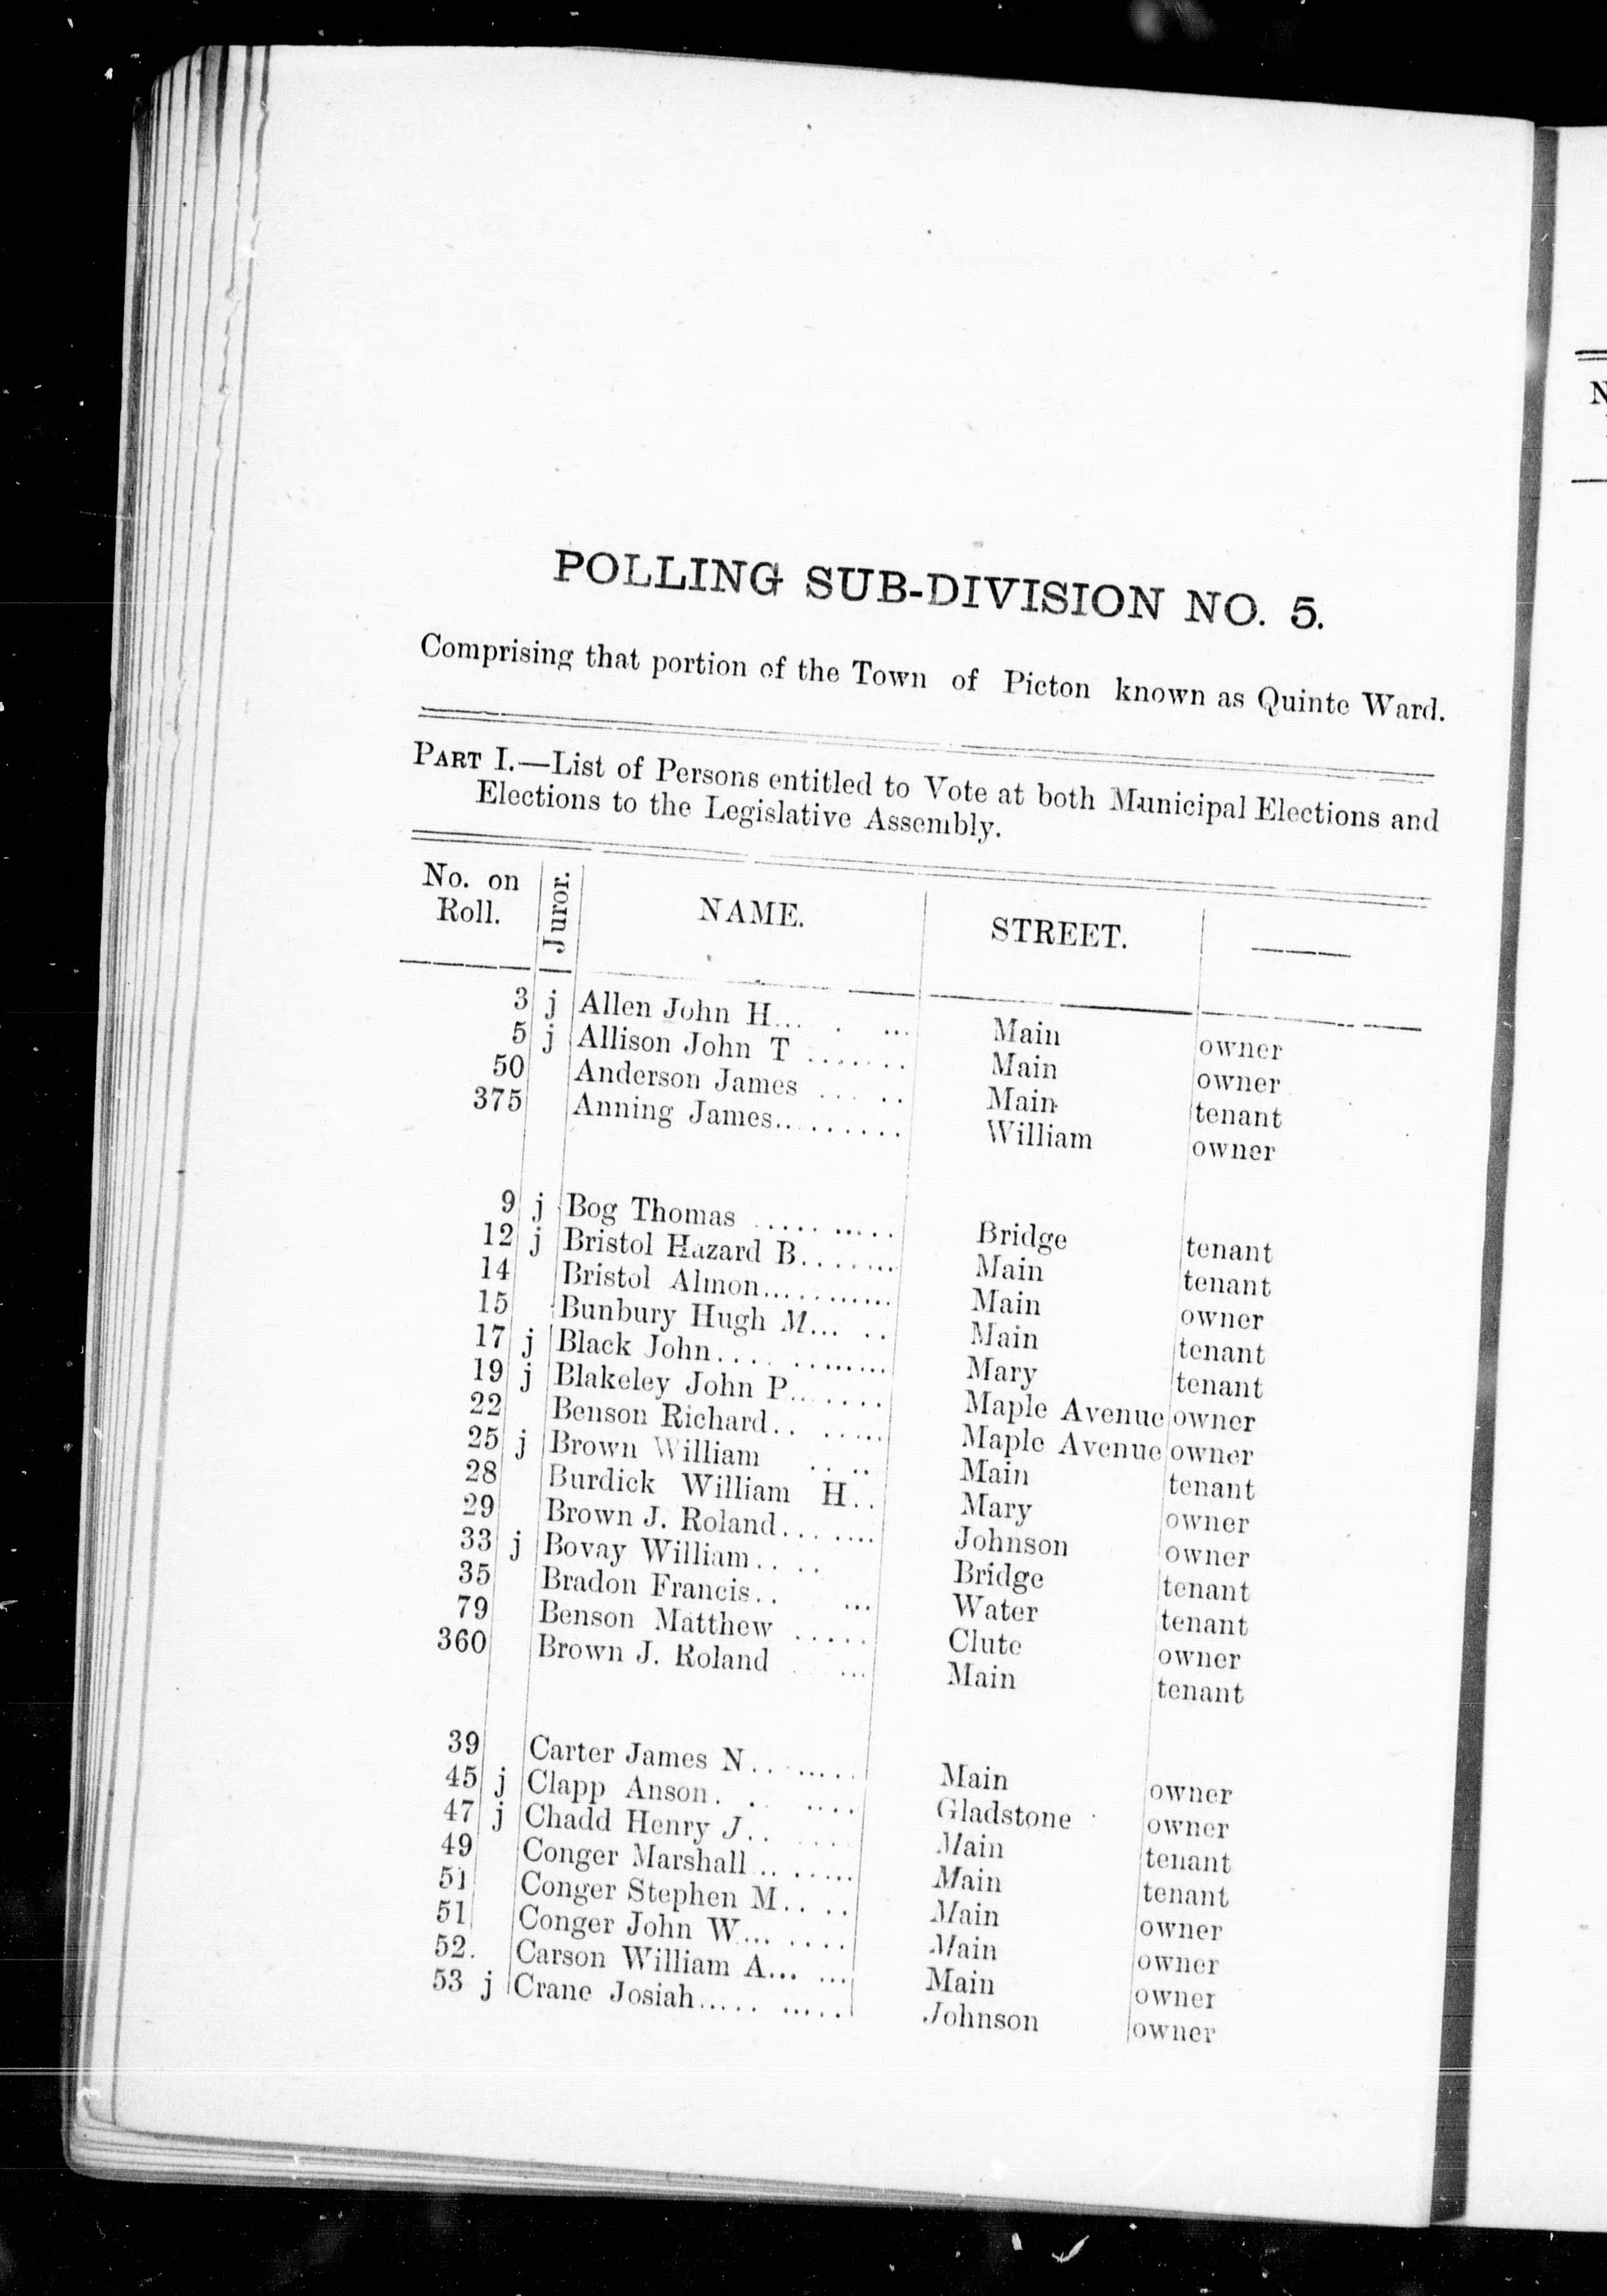 POLLING SUB-DIVISION NO. 5.
Comprising that portion of the Town of Picton known as Quinte Ward.
PART I.—List of Persons entitled to Vote at both Municipal Elections and
Elections to the Legislative Assembly.
No. on Roll. Juror. NAME. STREET. ——
3 j Allen John H... . ... Main owner
5 j Allison John T ....... Main owner
50 Anderson James ... .. Main tenant
375 Anning James......... William owner
9 j Bog Thomas ..... ..... Bridge tenant
12 j Bristol Hazard B....... Main tenant
14 Bristol Almon........... Main owner
15 Bunbury Hugh M... .. Main tenant
17 j Black John.... ....... Mary tenant
19 j Blakeley John P....... Maple Avenue owner
22 Benson Richard.. ..... Maple Avenue owner
25 j Brown William .. .. Main tenant
28 Burdick William H.. Mary owner
29 Brown J. Roland....... Johnson owner
33 j Bovay William.. .. Bridge tenant
35 Bradon Francis.. ... Water tenant
79 Benson Matthew ..... Clute owner
360 Brown J. Roland ... Main tenant
39 Carter James N.. ..... Main owner
45 j Clapp Anson. . .... Gladstone owner
47 j Chadd Henry J.. .... Main tenant
49 Conger Marshall .. ..... Main tenant
51 Conger Stephen M.. .. Main owner
51 Conger John W... .... Main owner
52. Carson William A... ... Main owner
53 j Crane Josiah..... ..... Johnson owner
N